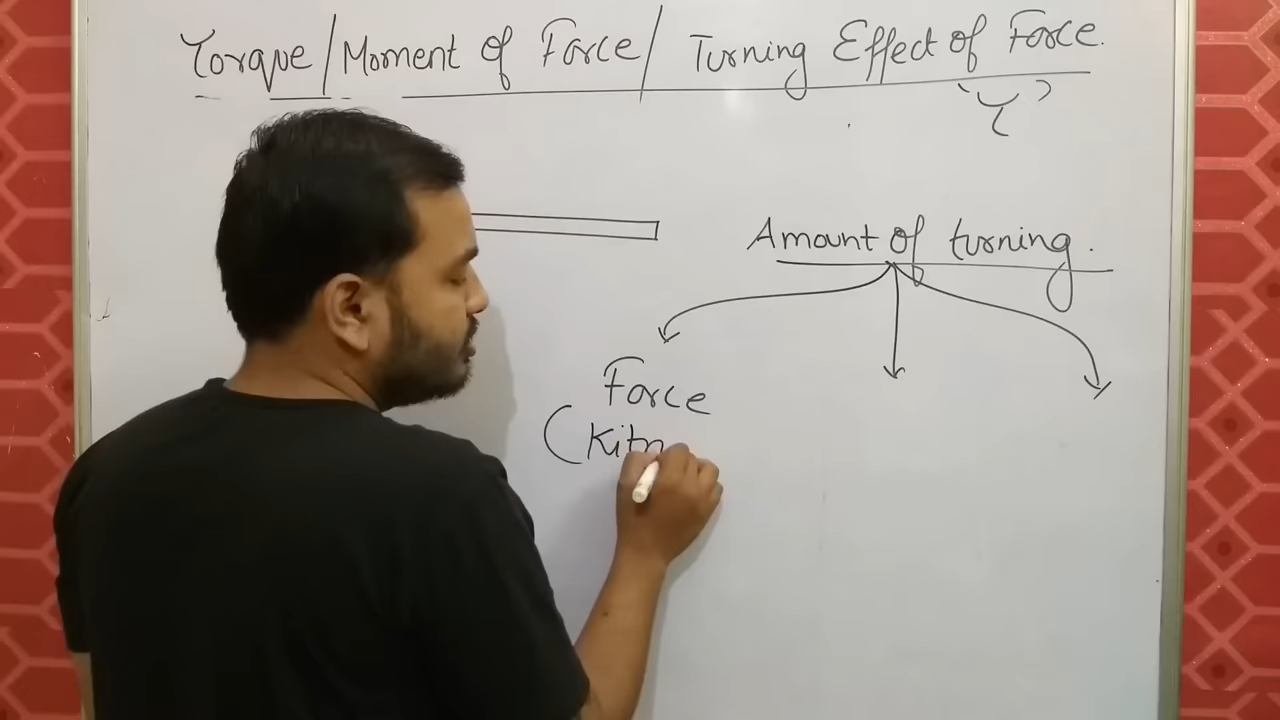 Torque/Moment of Force/ Turning Effect of Force.
'τ'
Amount of turning.
Force
(Kitn